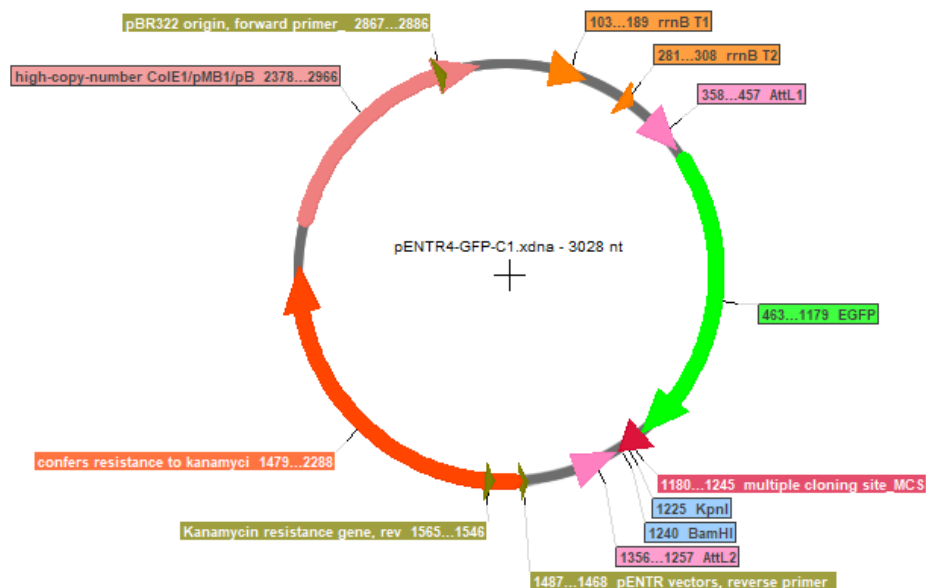 pBR322 origin, forward primer_ 2867...2886
103...189 rrnB T1
281...308 rrnB T2
high-copy-number ColE1/pMB1/pB 2378...2966
358...457 AttL1
pENTR4-GFP-C1.xdna - 3028 nt
463...1179 EGFP
confers resistance to kanamyci 1479...2288
1180...1245 multiple cloning site_MCS
1225 KpnI
Kanamycin resistance gene, rev 1565...1546
1240 BamHI
1356...1257 AttL2
1487...1468 pENTR vectors, reverse primer